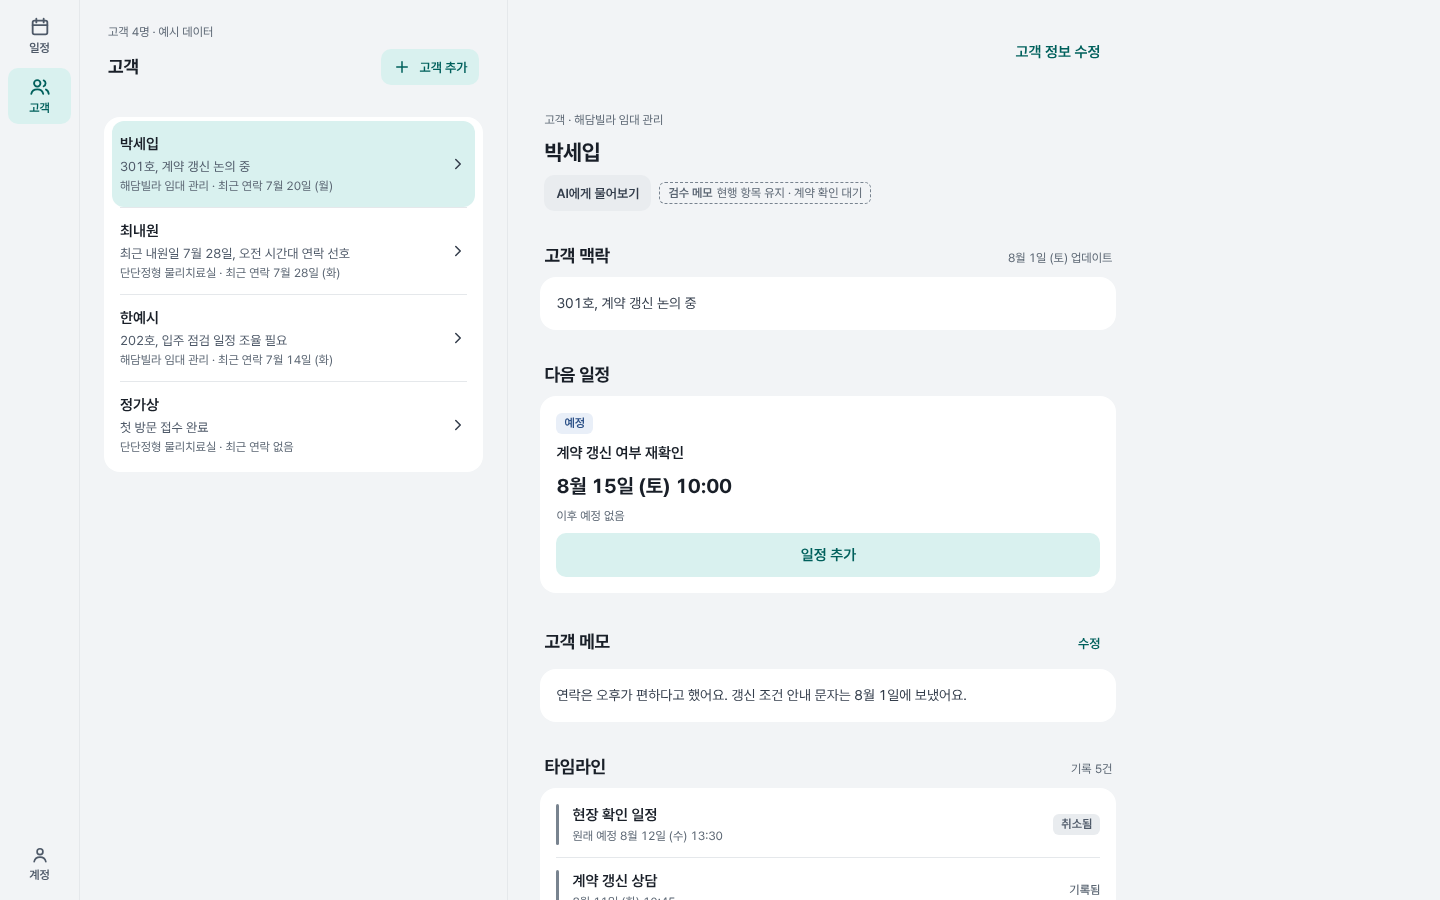 일정
고객
계정
고객 4명 · 예시 데이터
고객
고객 추가
박세입
301호, 계약 갱신 논의 중
해담빌라 임대 관리 · 최근 연락 7월 20일 (월)
최내원
최근 내원일 7월 28일, 오전 시간대 연락 선호
단단정형 물리치료실 · 최근 연락 7월 28일 (화)
한예시
202호, 입주 점검 일정 조율 필요
해담빌라 임대 관리 · 최근 연락 7월 14일 (화)
정가상
첫 방문 접수 완료
단단정형 물리치료실 · 최근 연락 없음
고객 정보 수정
고객 · 해담빌라 임대 관리
박세입
AI에게 물어보기
검수 메모 현행 항목 유지 · 계약 확인 대기
고객 맥락
8월 1일 (토) 업데이트
301호, 계약 갱신 논의 중
다음 일정
예정
계약 갱신 여부 재확인
8월 15일 (토) 10:00
이후 예정 없음
일정 추가
고객 메모
수정
연락은 오후가 편하다고 했어요. 갱신 조건 안내 문자는 8월 1일에 보냈어요.
타임라인
기록 5건
현장 확인 일정
원래 예정 8월 12일 (수) 13:30
취소됨
계약 갱신 상담
기록됨